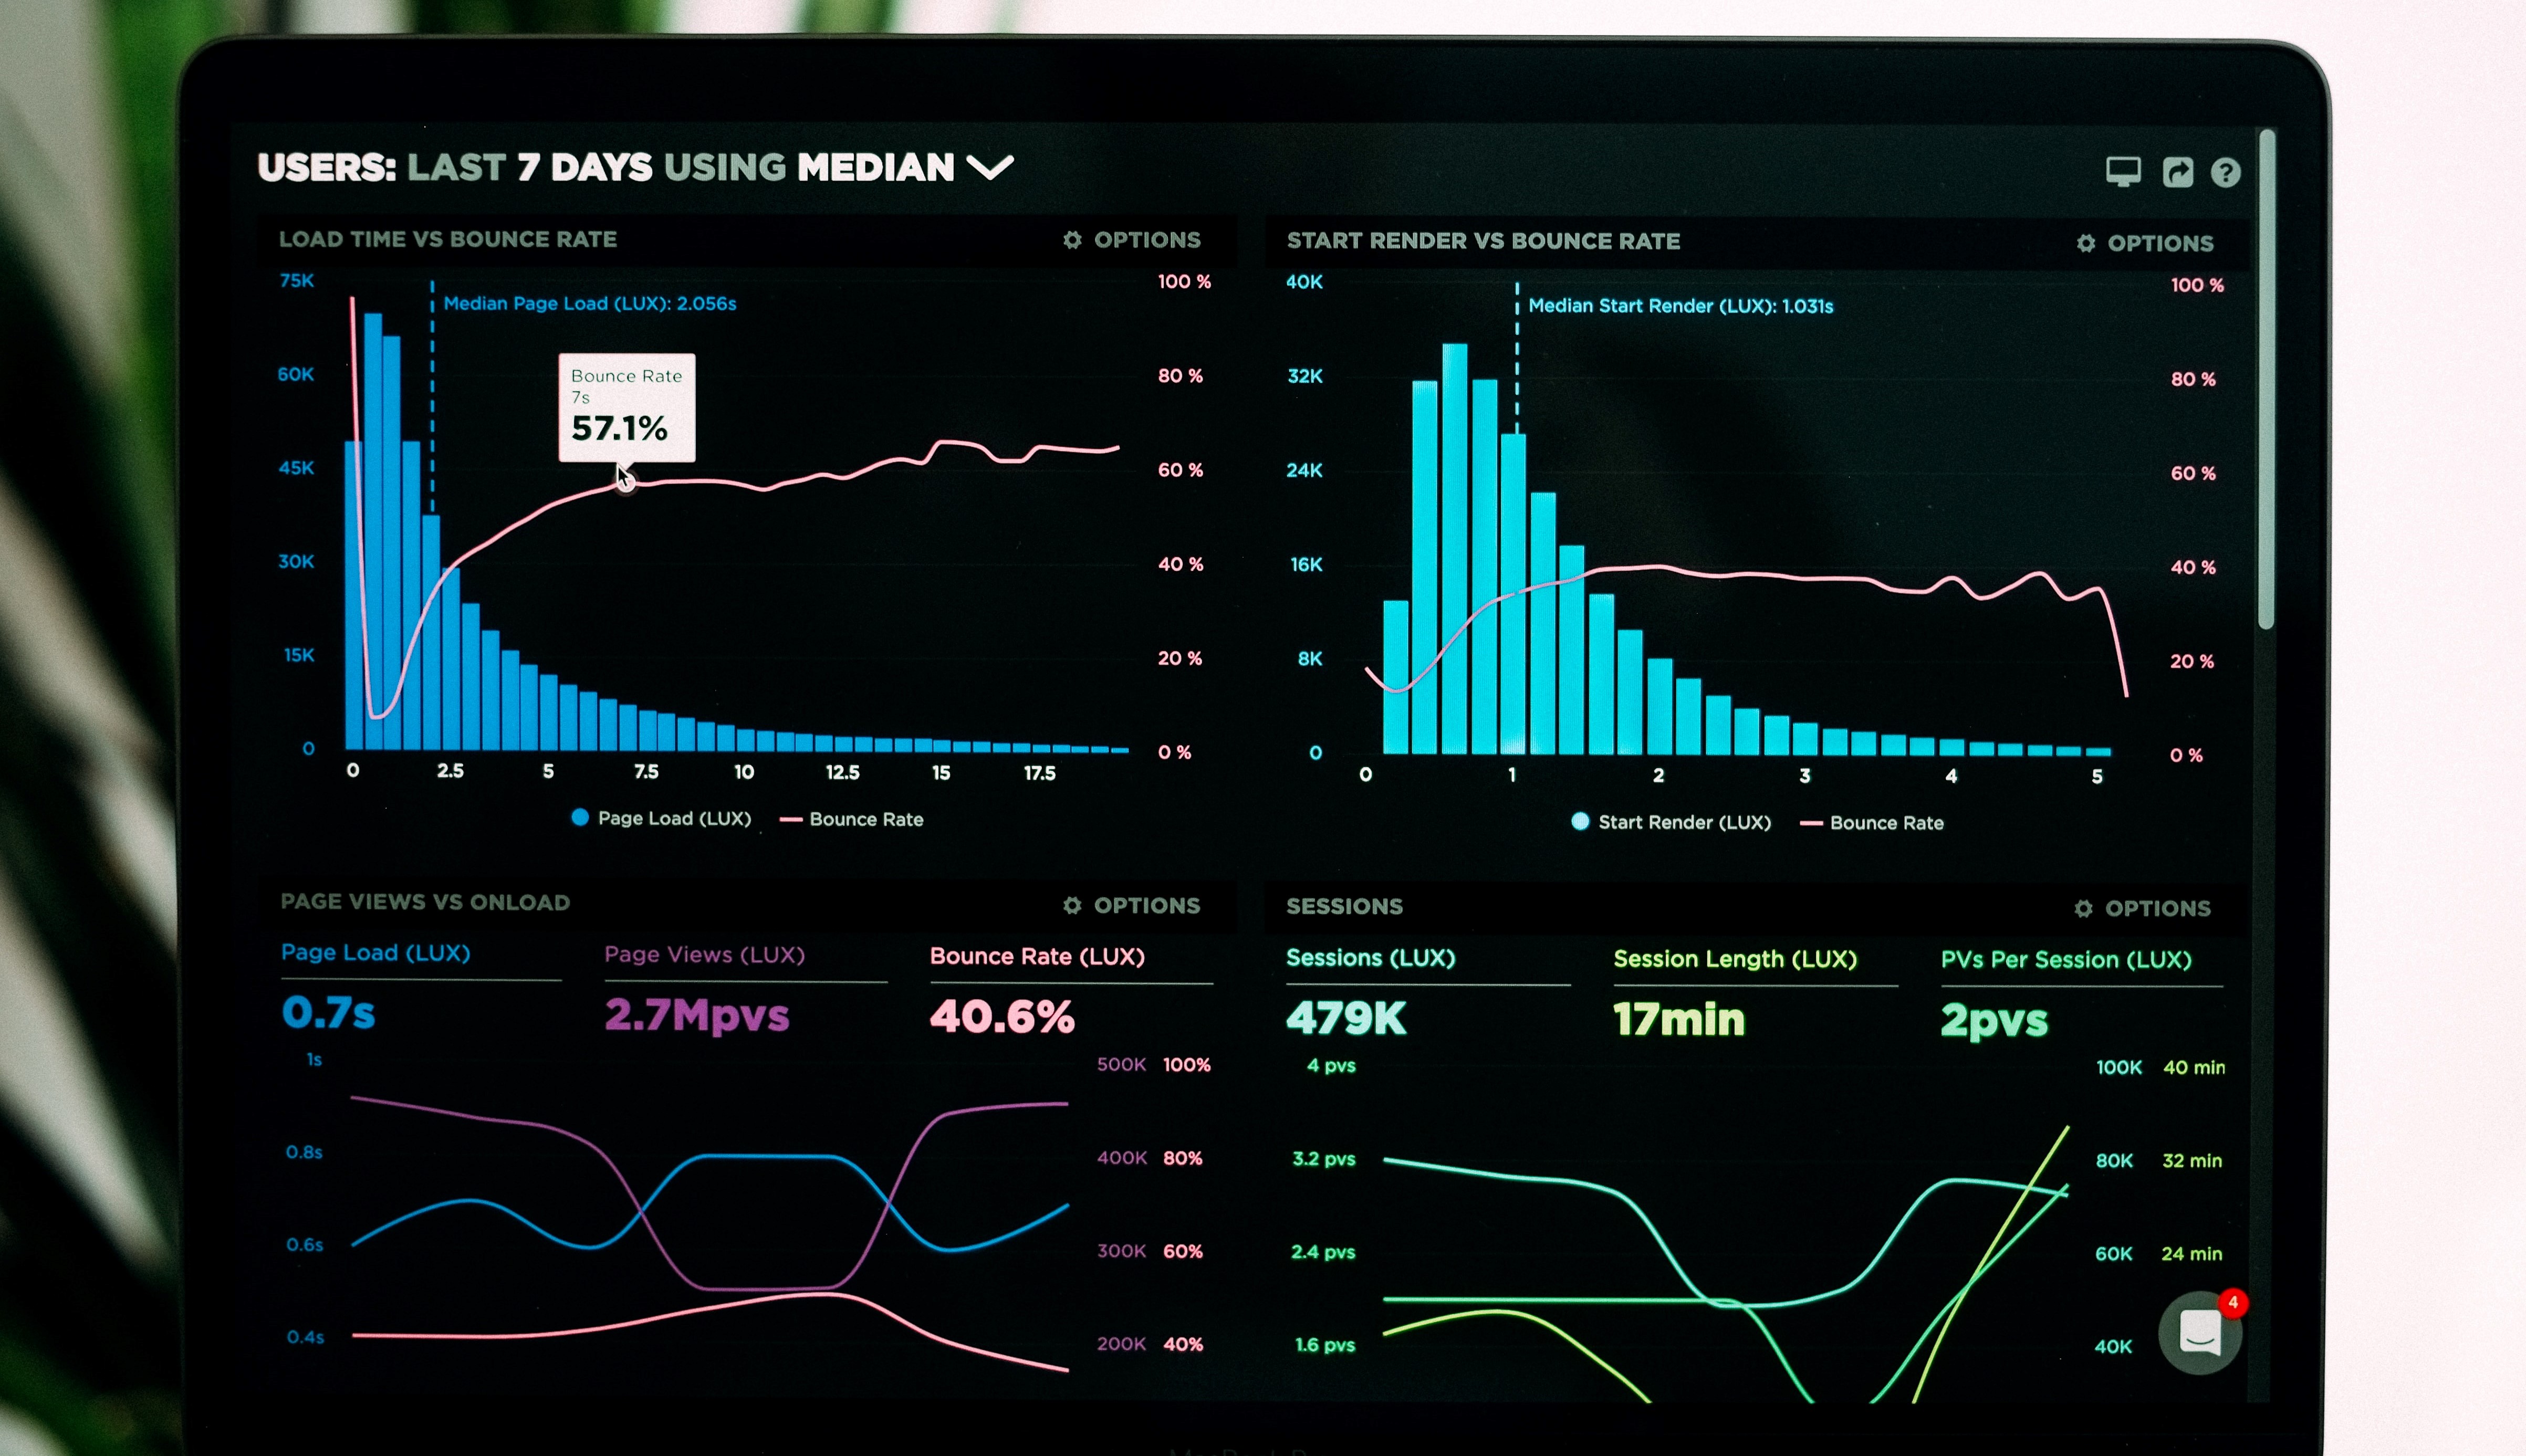 USERS: LAST 7 DAYS USING MEDIAN
LOAD TIME VS BOUNCE RATE
OPTIONS
75K
60K
45K
30K
15K
0
Median Page Load (LUX): 2.056s
Bounce Rate
7s
57.1%
100 %
80 %
60 %
40 %
20 %
0 %
0 2.5 5 7.5 10 12.5 15 17.5
Page Load (LUX) Bounce Rate
START RENDER VS BOUNCE RATE
OPTIONS
40K
32K
24K
16K
8K
0
Median Start Render (LUX): 1.031s
100 %
80 %
60 %
40 %
20 %
0 %
0 1 2 3 4 5
Start Render (LUX) Bounce Rate
PAGE VIEWS VS ONLOAD
OPTIONS
Page Load (LUX)
0.7s
Page Views (LUX)
2.7Mpvs
Bounce Rate (LUX)
40.6%
1s
0.8s
0.6s
0.4s
500K 100%
400K 80%
300K 60%
200K 40%
SESSIONS
OPTIONS
Sessions (LUX)
479K
Session Length (LUX)
17min
PVs Per Session (LUX)
2pvs
4 pvs
3.2 pvs
2.4 pvs
1.6 pvs
100K 40 min
80K 32 min
60K 24 min
40K
4